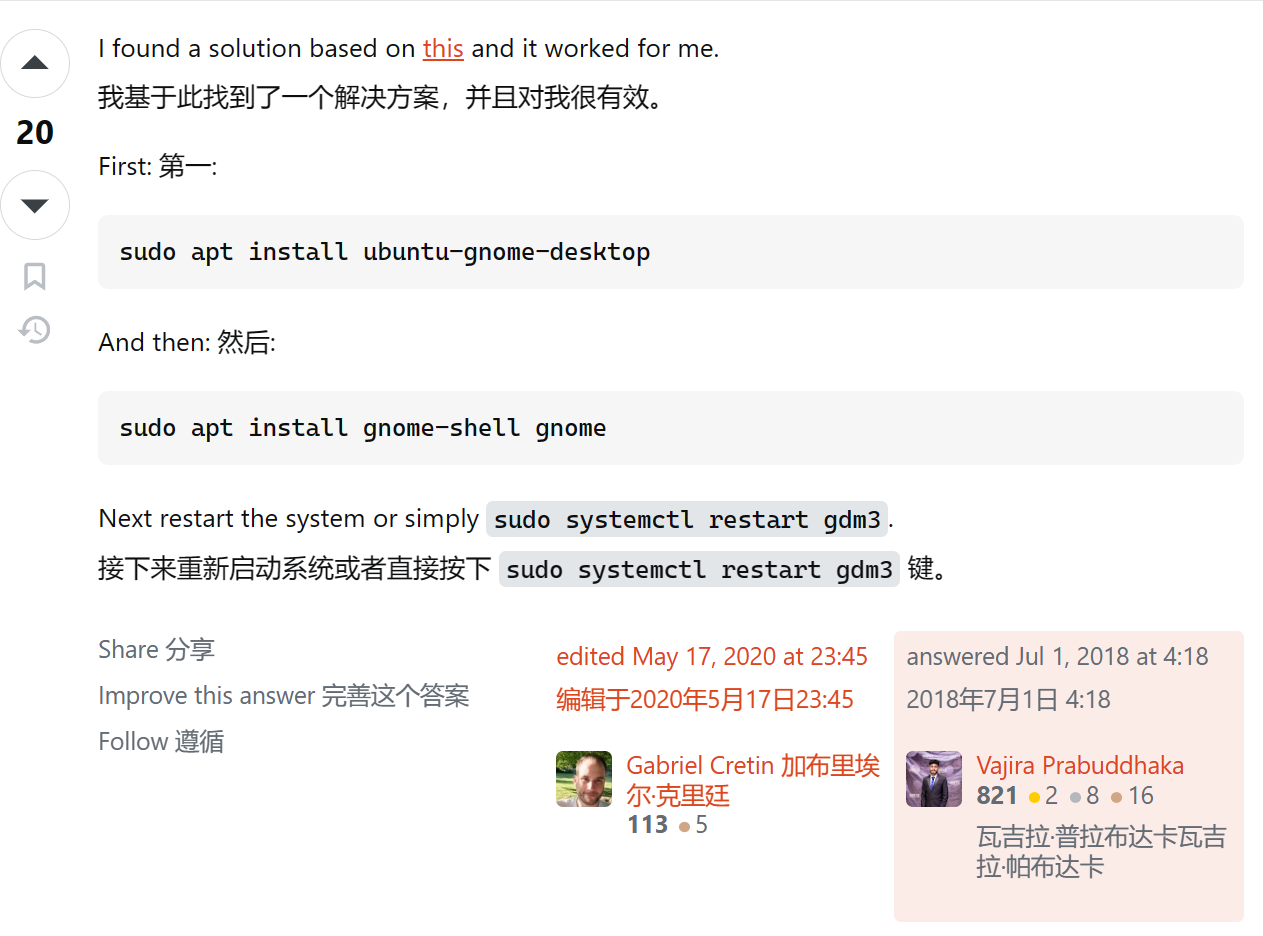 I found a solution based on this and it worked for me.
我基于此找到了一个解决方案，并且对我很有效。
20
First: 第一:
sudo apt install ubuntu-gnome-desktop
And then: 然后:
sudo apt install gnome-shell gnome
Next restart the system or simply sudo systemctl restart gdm3.
接下来重新启动系统或者直接按下 sudo systemctl restart gdm3 键。
Share 分享
Improve this answer 完善这个答案
Follow 遵循
edited May 17, 2020 at 23:45
编辑于2020年5月17日23:45
Gabriel Cretin 加布里埃
尔·克里廷
113 5
answered Jul 1, 2018 at 4:18
2018年7月1日 4:18
Vajira Prabuddhaka
821 2 8 16
瓦吉拉·普拉布达卡瓦吉
拉·帕布达卡